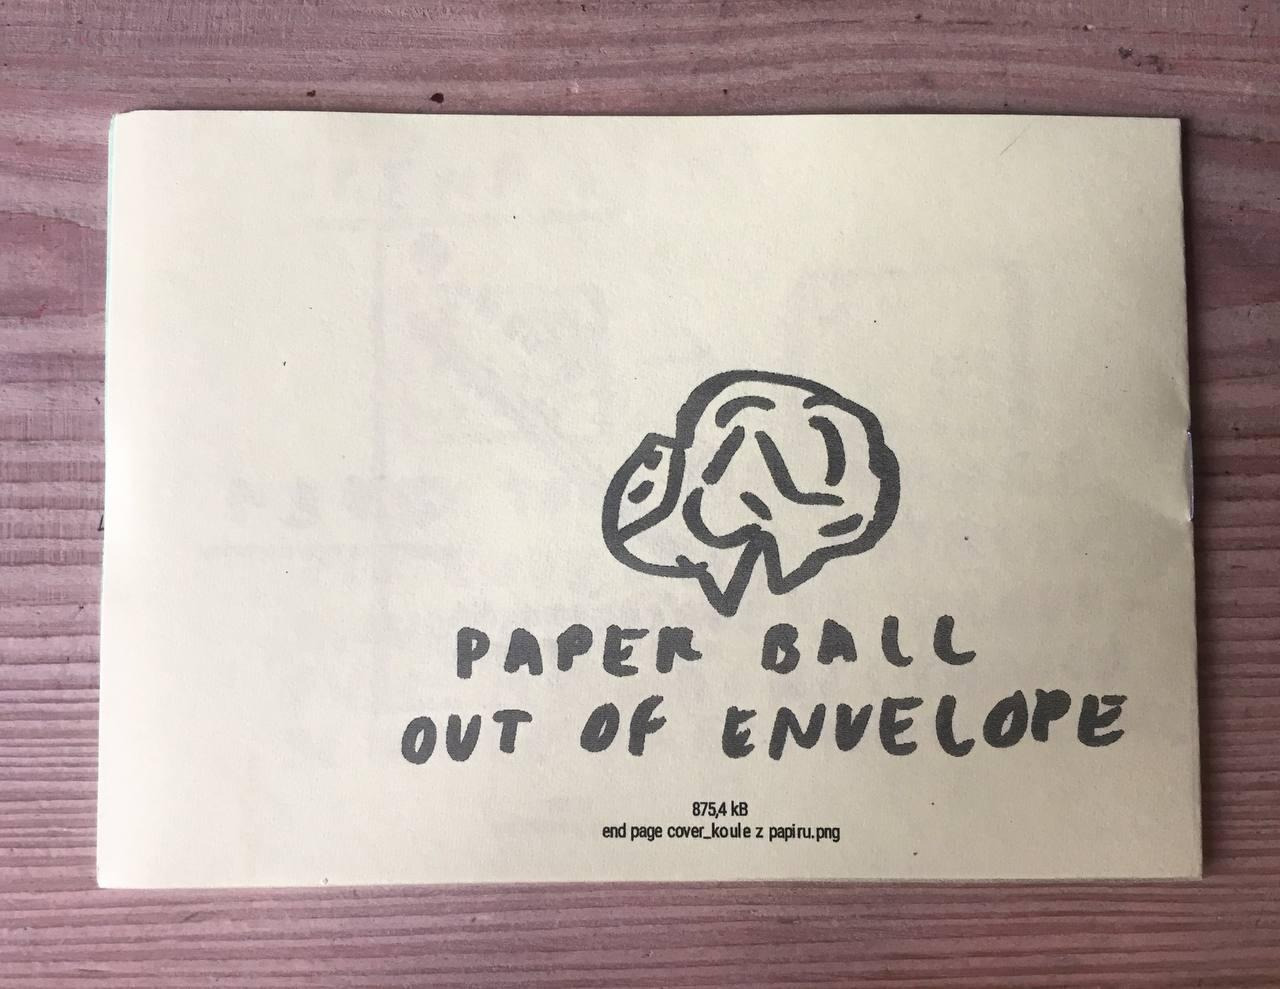 PAPER BALL
OUT OF ENVELOPE
875,4 kB
end page cover_koule z papiru.png